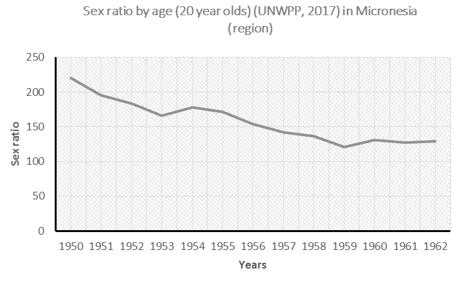 Sex ratio by age (20 year olds) (UNWPP, 2017) in Micronesia
(region)
250
200
150
100
50
0
Sex ratio
1950 1951 1952 1953 1954 1955 1956 1957 1958 1959 1960 1961 1962
Years